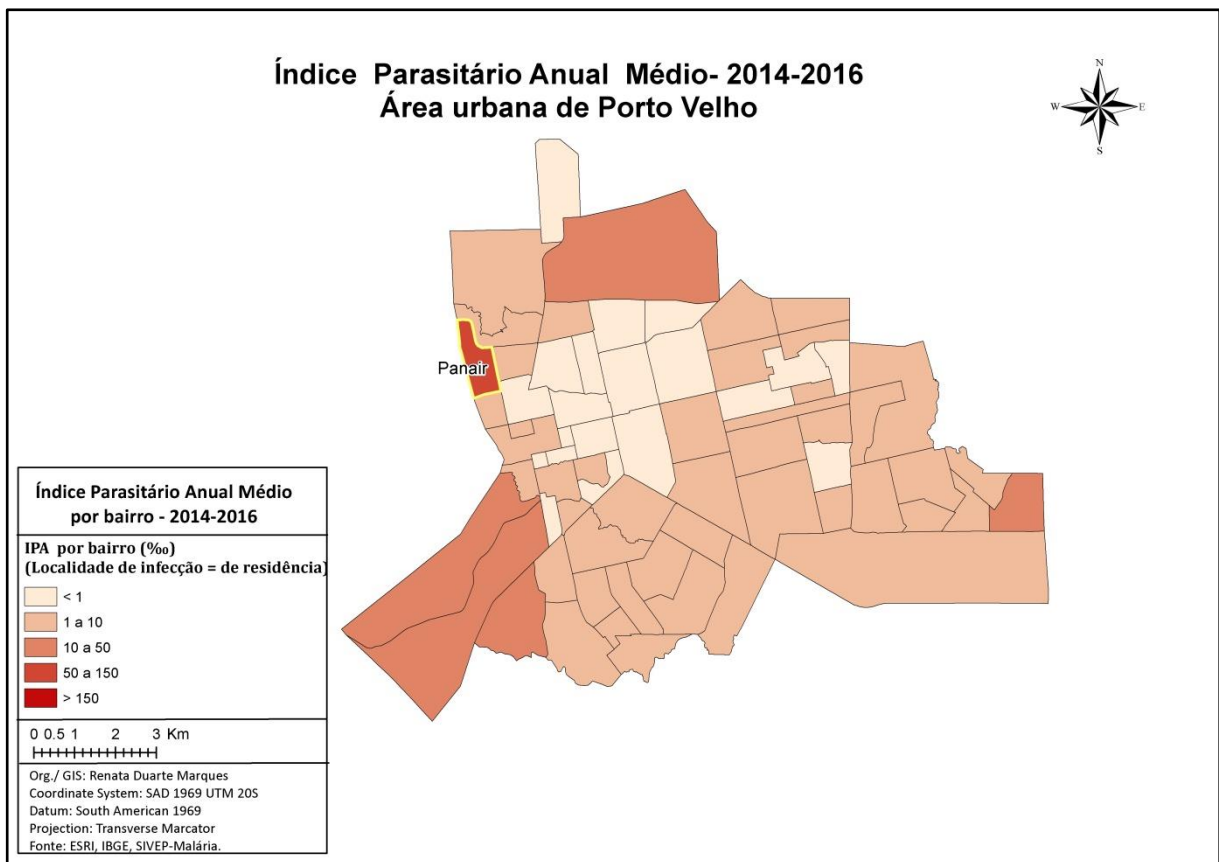 Índice Parasitário Anual Médio- 2014-2016
Área urbana de Porto Velho
N
W
E
S
Panair
Índice Parasitário Anual Médio
por bairro - 2014-2016
IPA por bairro (‰)
(Localidade de infecção = de residência)
< 1
1 a 10
10 a 50
50 a 150
> 150
0 0.5 1 2 3 Km
Org./ GIS: Renata Duarte Marques
Coordinate System: SAD 1969 UTM 20S
Datum: South American 1969
Projection: Transverse Marcator
Fonte: ESRI, IBGE, SIVEP-Malária.